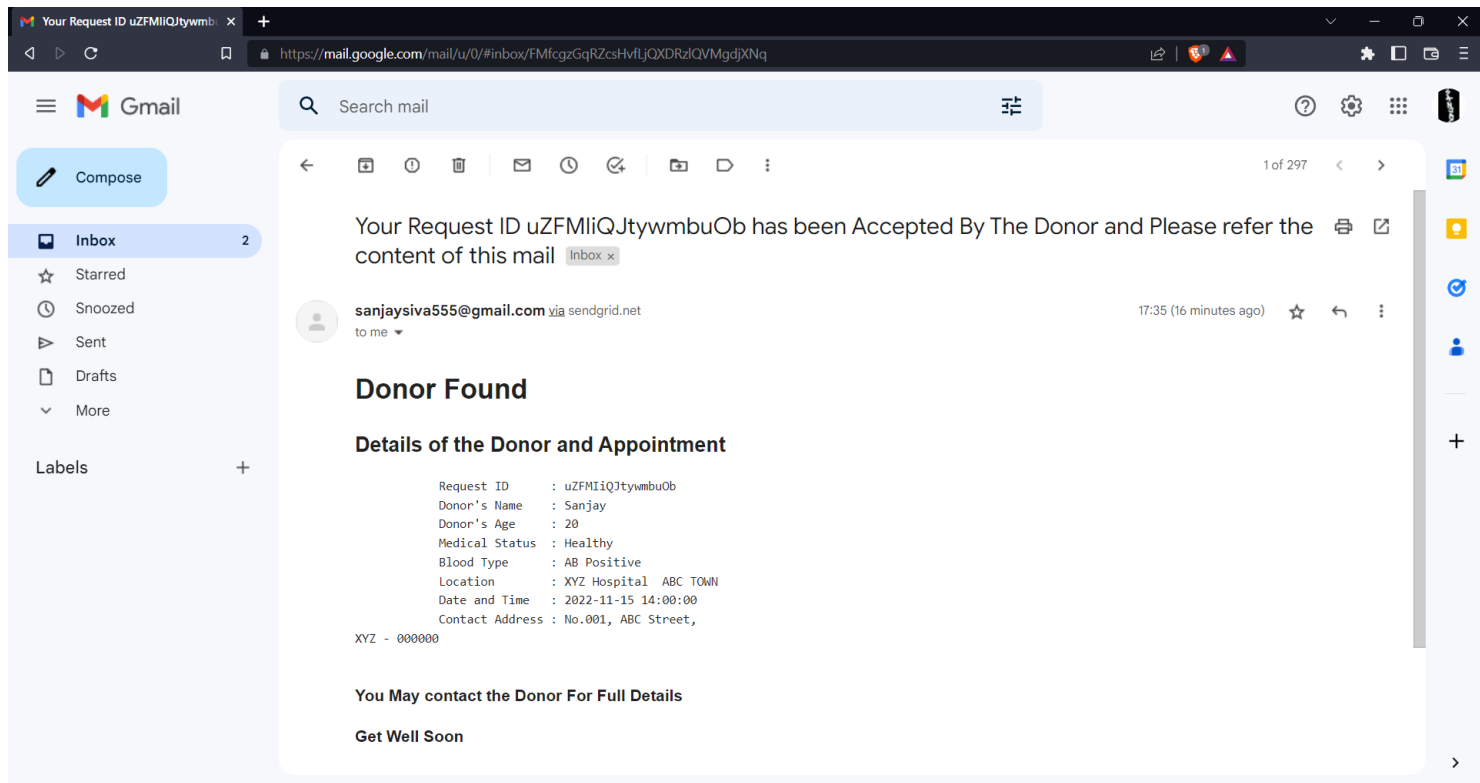 Your Request ID uZFMIiQJtywmb
https://mail.google.com/mail/u/0/#inbox/FMfcgzGqRZcsHvfLjQXDRzlQVMgdjXNq
1
Gmail
Search mail
Compose
1 of 297
31
Inbox 2
Starred
Snoozed
Sent
Drafts
More
Labels
Your Request ID uZFMIiQJtywmbuOb has been Accepted By The Donor and Please refer the
content of this mail Inbox x
sanjaysiva555@gmail.com via sendgrid.net 17:35 (16 minutes ago)
to me
Donor Found
Details of the Donor and Appointment
Request ID : uZFMIiQJtywmbuOb
Donor's Name : Sanjay
Donor's Age : 20
Medical Status : Healthy
Blood Type : AB Positive
Location : XYZ Hospital ABC TOWN
Date and Time : 2022-11-15 14:00:00
Contact Address : No.001, ABC Street,
XYZ - 000000
You May contact the Donor For Full Details
Get Well Soon